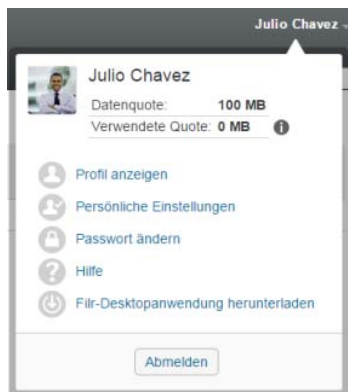 Julio Chavez
Julio Chavez
Datenquote: 100 MB
Verwendete Quote: 0 MB
Profil anzeigen
Persönliche Einstellungen
Passwort ändern
Hilfe
Filr-Desktopanwendung herunterladen
Abmelden